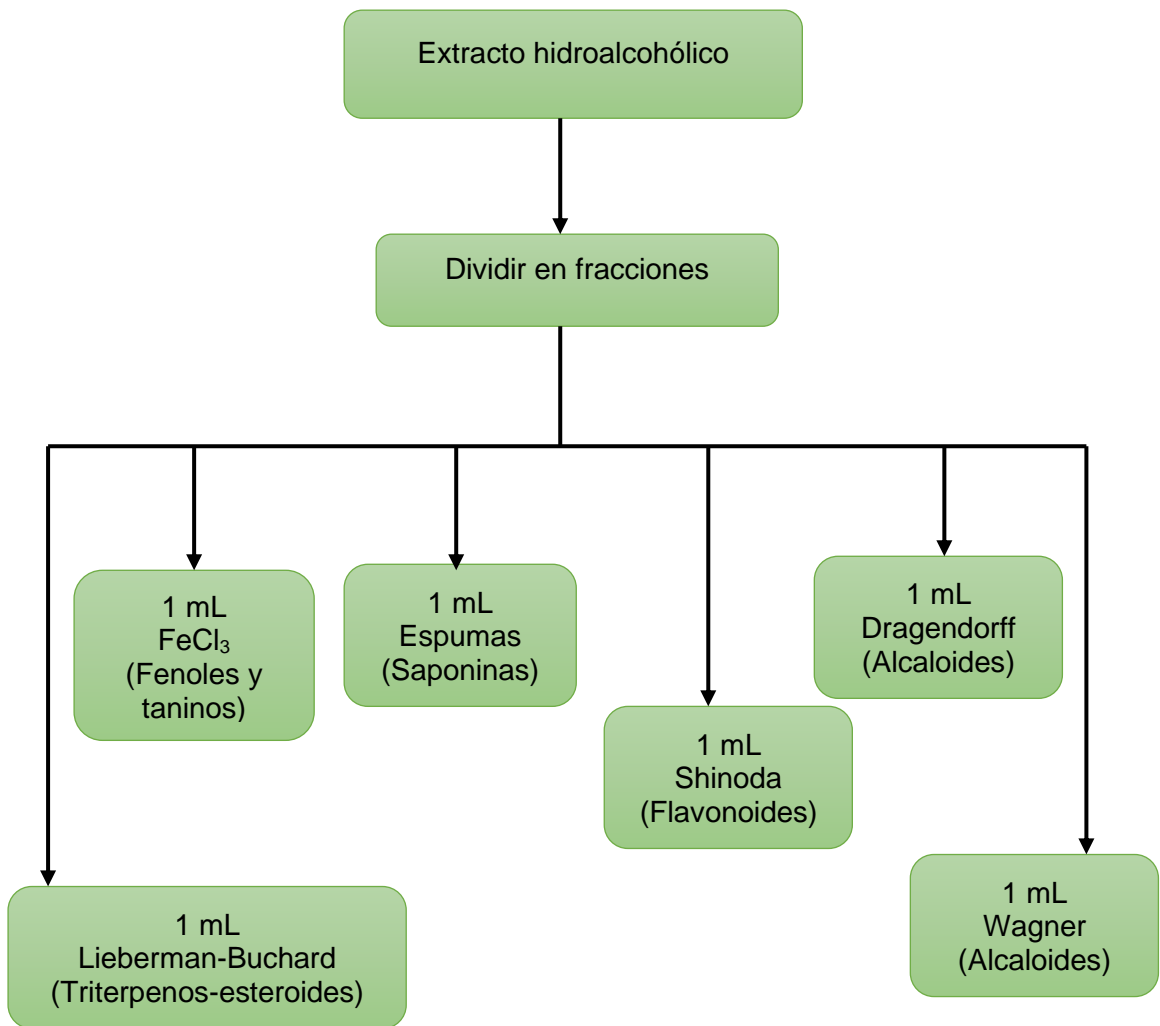 Extracto hidroalcohólico
Dividir en fracciones
1 mL
FeCl₃
(Fenoles y
taninos)
1 mL
Espumas
(Saponinas)
1 mL
Dragendorff
(Alcaloides)
1 mL
Shinoda
(Flavonoides)
1 mL
Lieberman-Buchard
(Triterpenos-esteroides)
1 mL
Wagner
(Alcaloides)